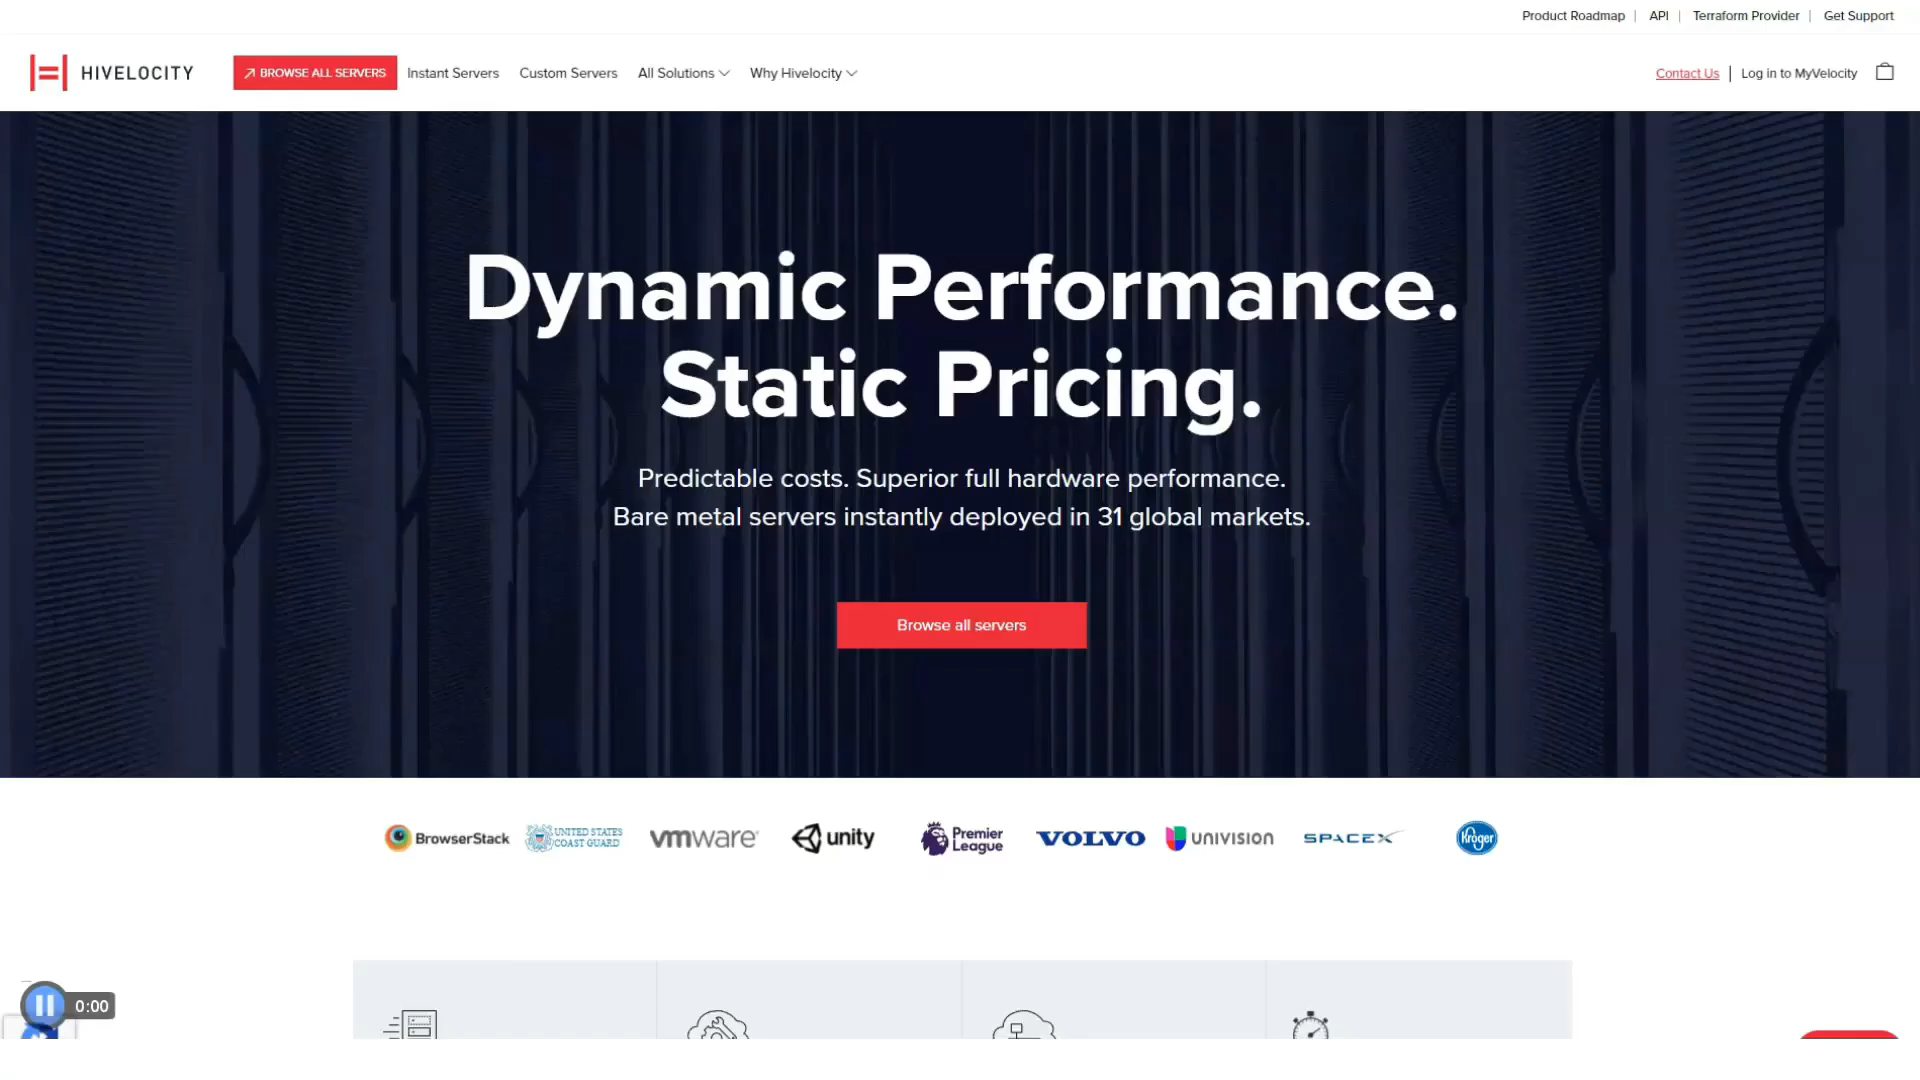 Product Roadmap | API | Terraform Provider | Get Support
HIVELOCITY
BROWSE ALL SERVERS
Instant Servers
Custom Servers
All Solutions
Why Hivelocity
Contact Us | Log in to MyVelocity
Dynamic Performance.
Static Pricing.
Predictable costs. Superior full hardware performance.
Bare metal servers instantly deployed in 31 global markets.
Browse all servers
BrowserStack
UNITED STATES
COAST GUARD
vmware
unity
Premier
League
VOLVO
UNIVISION
SPACEX
Kroger
0:00